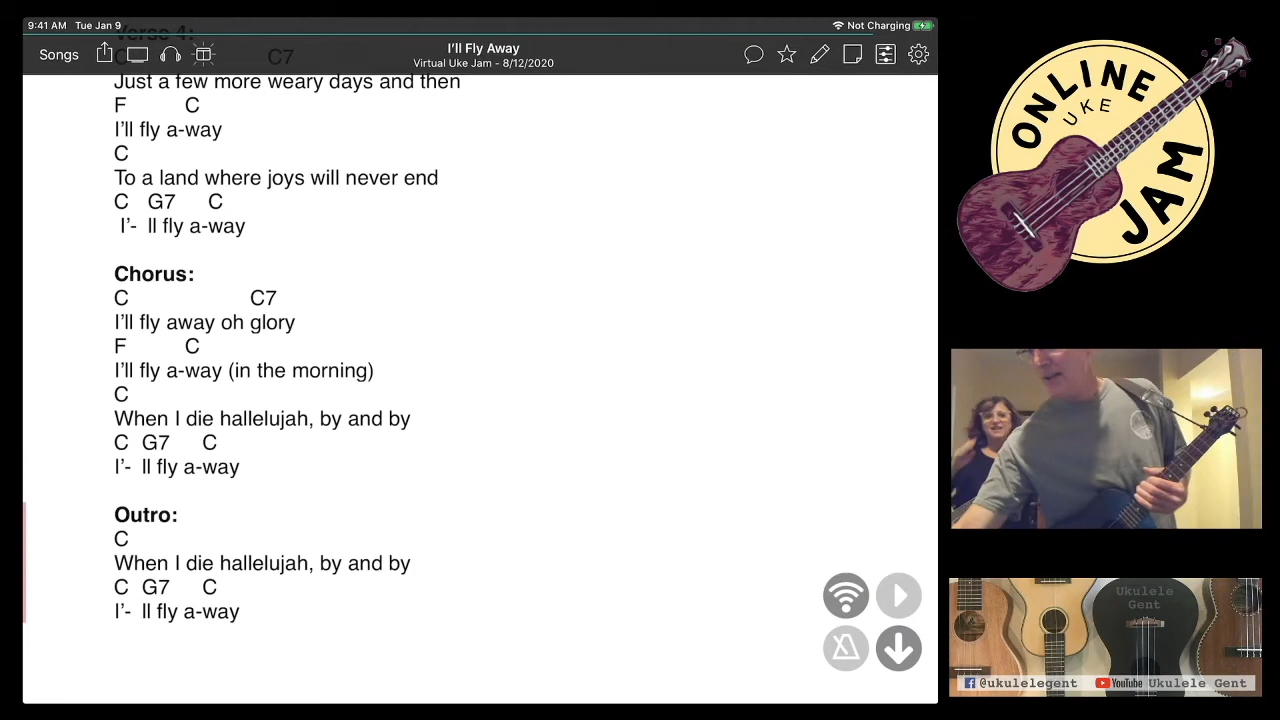 9:41 AM Tue Jan 9
Not Charging
Verse 4:
Songs
I'll Fly Away
Virtual Uke Jam - 8/12/2020
C C7
Just a few more weary days and then
F C
I'll fly a-way
C
To a land where joys will never end
C G7 C
I'- ll fly a-way
Chorus:
C C7
I'll fly away oh glory
F C
I'll fly a-way (in the morning)
C
When I die hallelujah, by and by
C G7 C
I'- ll fly a-way
Outro:
C
When I die hallelujah, by and by
C G7 C
I'- ll fly a-way
ONLINE
UKE
JAM
Ukulele
Gent
@ukulelegent
YouTube Ukulele Gent